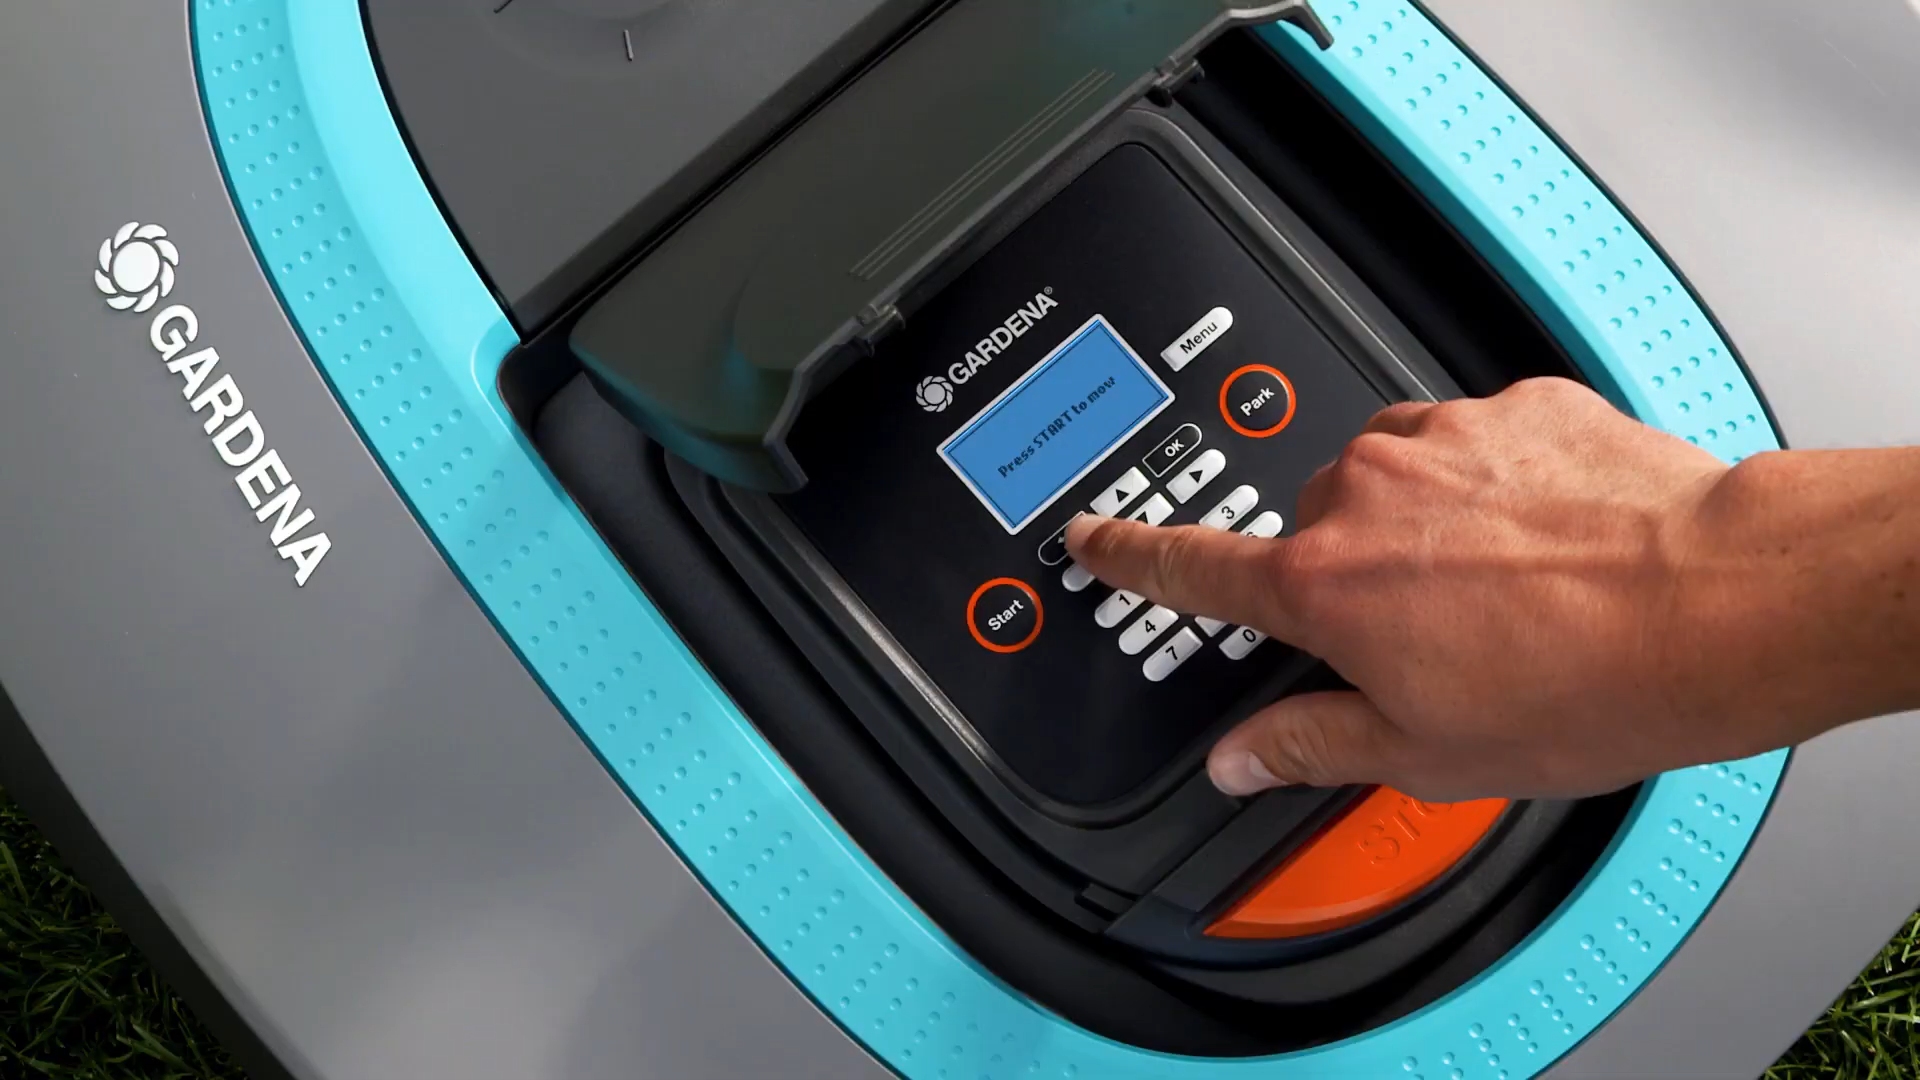 GARDENA
GARDENA®
Press START to mow
Menu
Park
OK
Start
3
1
4
7
0